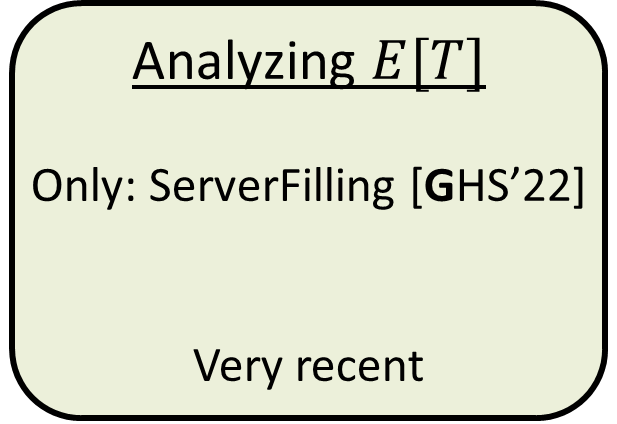 Analyzing E[T]
Only: ServerFilling [GHS’22]
Very recent